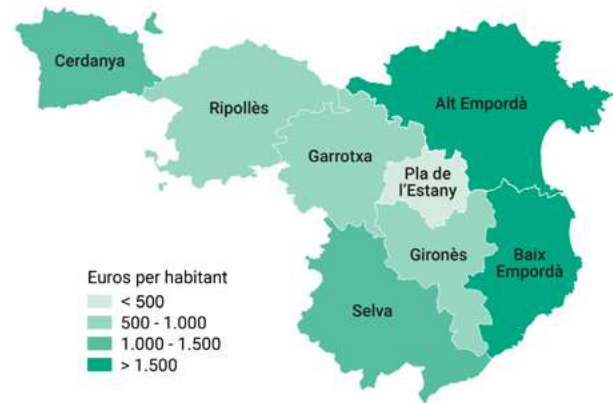 Cerdanya
Ripollès
Alt Empordà
Garrotxa
Pla de
l'Estany
Gironès
Baix
Empordà
Selva
Euros per habitant
< 500
500 - 1.000
1.000 - 1.500
> 1.500